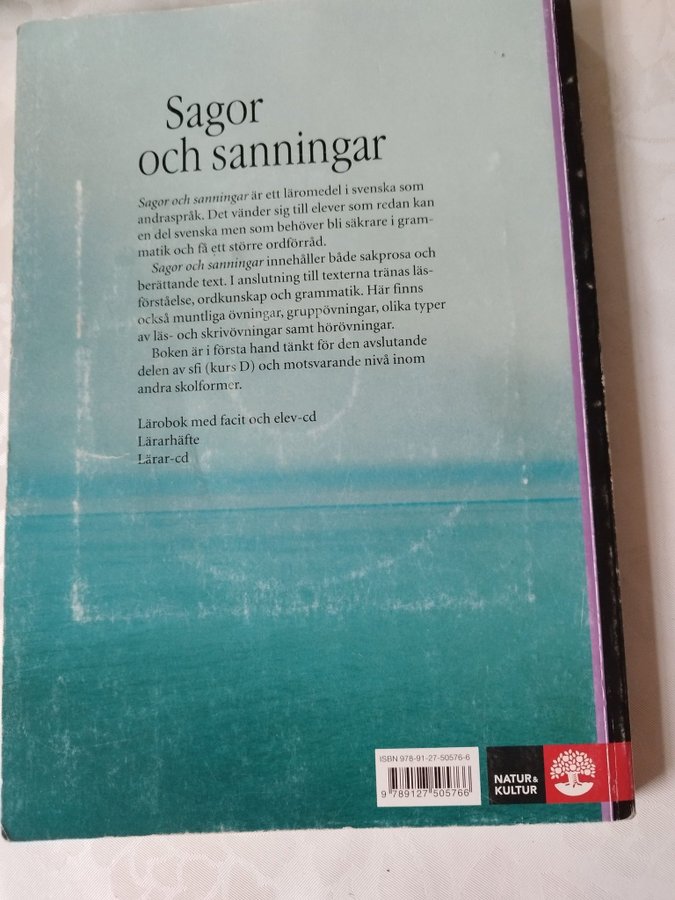 Sagor
och sanningar
Sagor och sanningar är ett läromedel i svenska som
andraspråk. Det vänder sig till elever som redan kan
en del svenska men som behöver bli säkrare i gram-
matik och få ett större ordförråd.
Sagor och sanningar innehåller både sakprosa och
berättande text. I anslutning till texterna tränas läs-
förståelse, ordkunskap och grammatik. Här finns
också muntliga övningar, gruppövningar, olika typer
av läs- och skrivövningar samt hörövningar.
Boken är i första hand tänkt för den avslutande
delen av sfi (kurs D) och motsvarande nivå inom
andra skolformer.
Lärobok med facit och elev-cd
Lärarhäfte
Lärar-cd
ISBN 978-91-27-50576-6
9 789127 505766
NATUR &
KULTUR